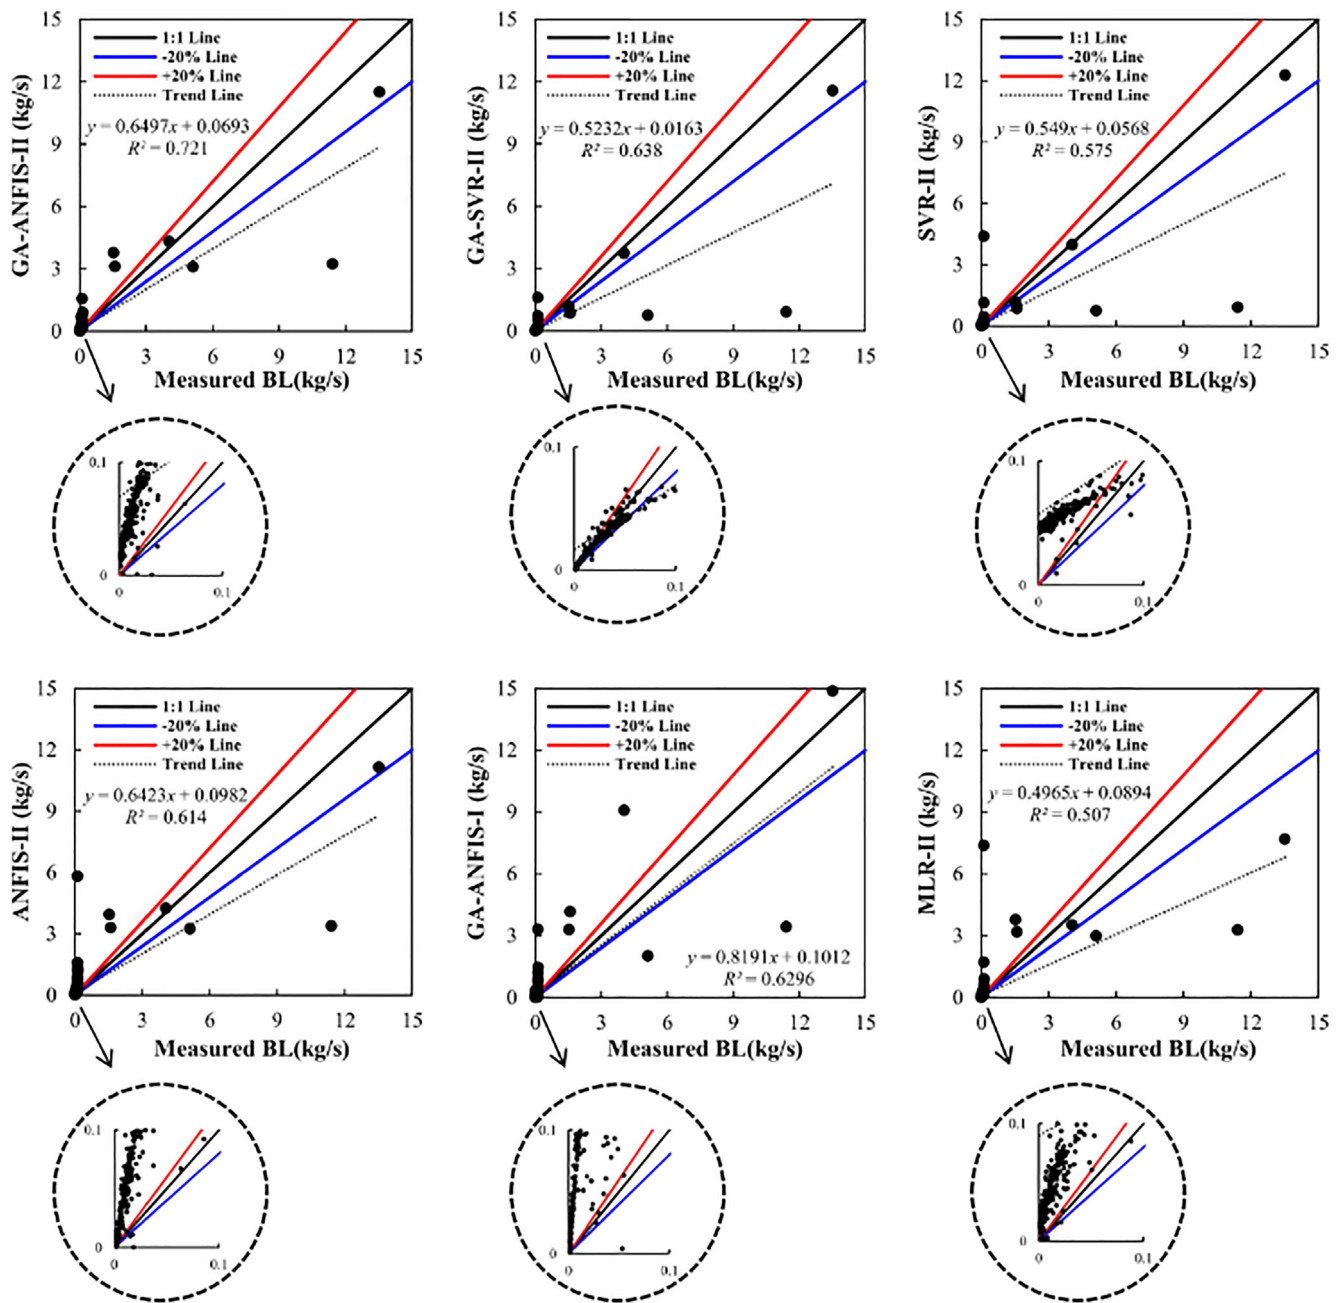 15
12
9
6
3
0
GA-ANFIS-II (kg/s)
1:1 Line
-20% Line
+20% Line
Trend Line
y = 0.6497x + 0.0693
R² = 0.721
0 3 6 9 12 15
Measured BL(kg/s)
0.1
0
0 0.1
15
12
9
6
3
0
GA-SVR-II (kg/s)
1:1 Line
-20% Line
+20% Line
Trend Line
y = 0.5232x + 0.0163
R² = 0.638
0 3 6 9 12 15
Measured BL(kg/s)
0.1
0
0 0.1
15
12
9
6
3
0
SVR-II (kg/s)
1:1 Line
-20% Line
+20% Line
Trend Line
y = 0.549x + 0.0568
R² = 0.575
0 3 6 9 12 15
Measured BL(kg/s)
0.1
0
0 0.1
15
12
9
6
3
0
ANFIS-II (kg/s)
1:1 Line
-20% Line
+20% Line
Trend Line
y = 0.6423x + 0.0982
R² = 0.614
0 3 6 9 12 15
Measured BL(kg/s)
0.1
0
0 0.1
15
12
9
6
3
0
GA-ANFIS-I (kg/s)
1:1 Line
-20% Line
+20% Line
Trend Line
y = 0.8191x + 0.1012
R² = 0.6296
0 3 6 9 12 15
Measured BL(kg/s)
0.1
0
0 0.1
15
12
9
6
3
0
MLR-II (kg/s)
1:1 Line
-20% Line
+20% Line
Trend Line
y = 0.4965x + 0.0894
R² = 0.507
0 3 6 9 12 15
Measured BL(kg/s)
0.1
0
0 0.1